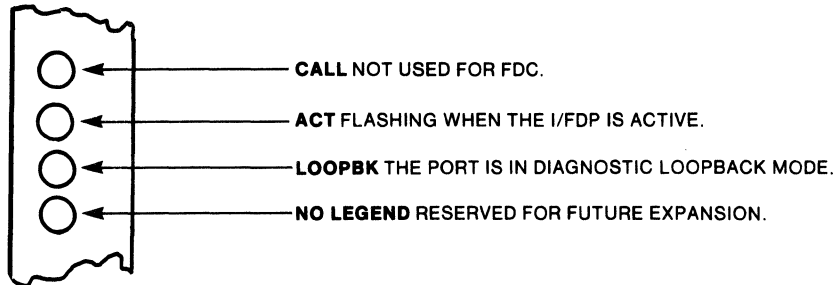 CALL NOT USED FOR FDC.
ACT FLASHING WHEN THE I/FDP IS ACTIVE.
LOOPBK THE PORT IS IN DIAGNOSTIC LOOPBACK MODE.
NO LEGEND RESERVED FOR FUTURE EXPANSION.